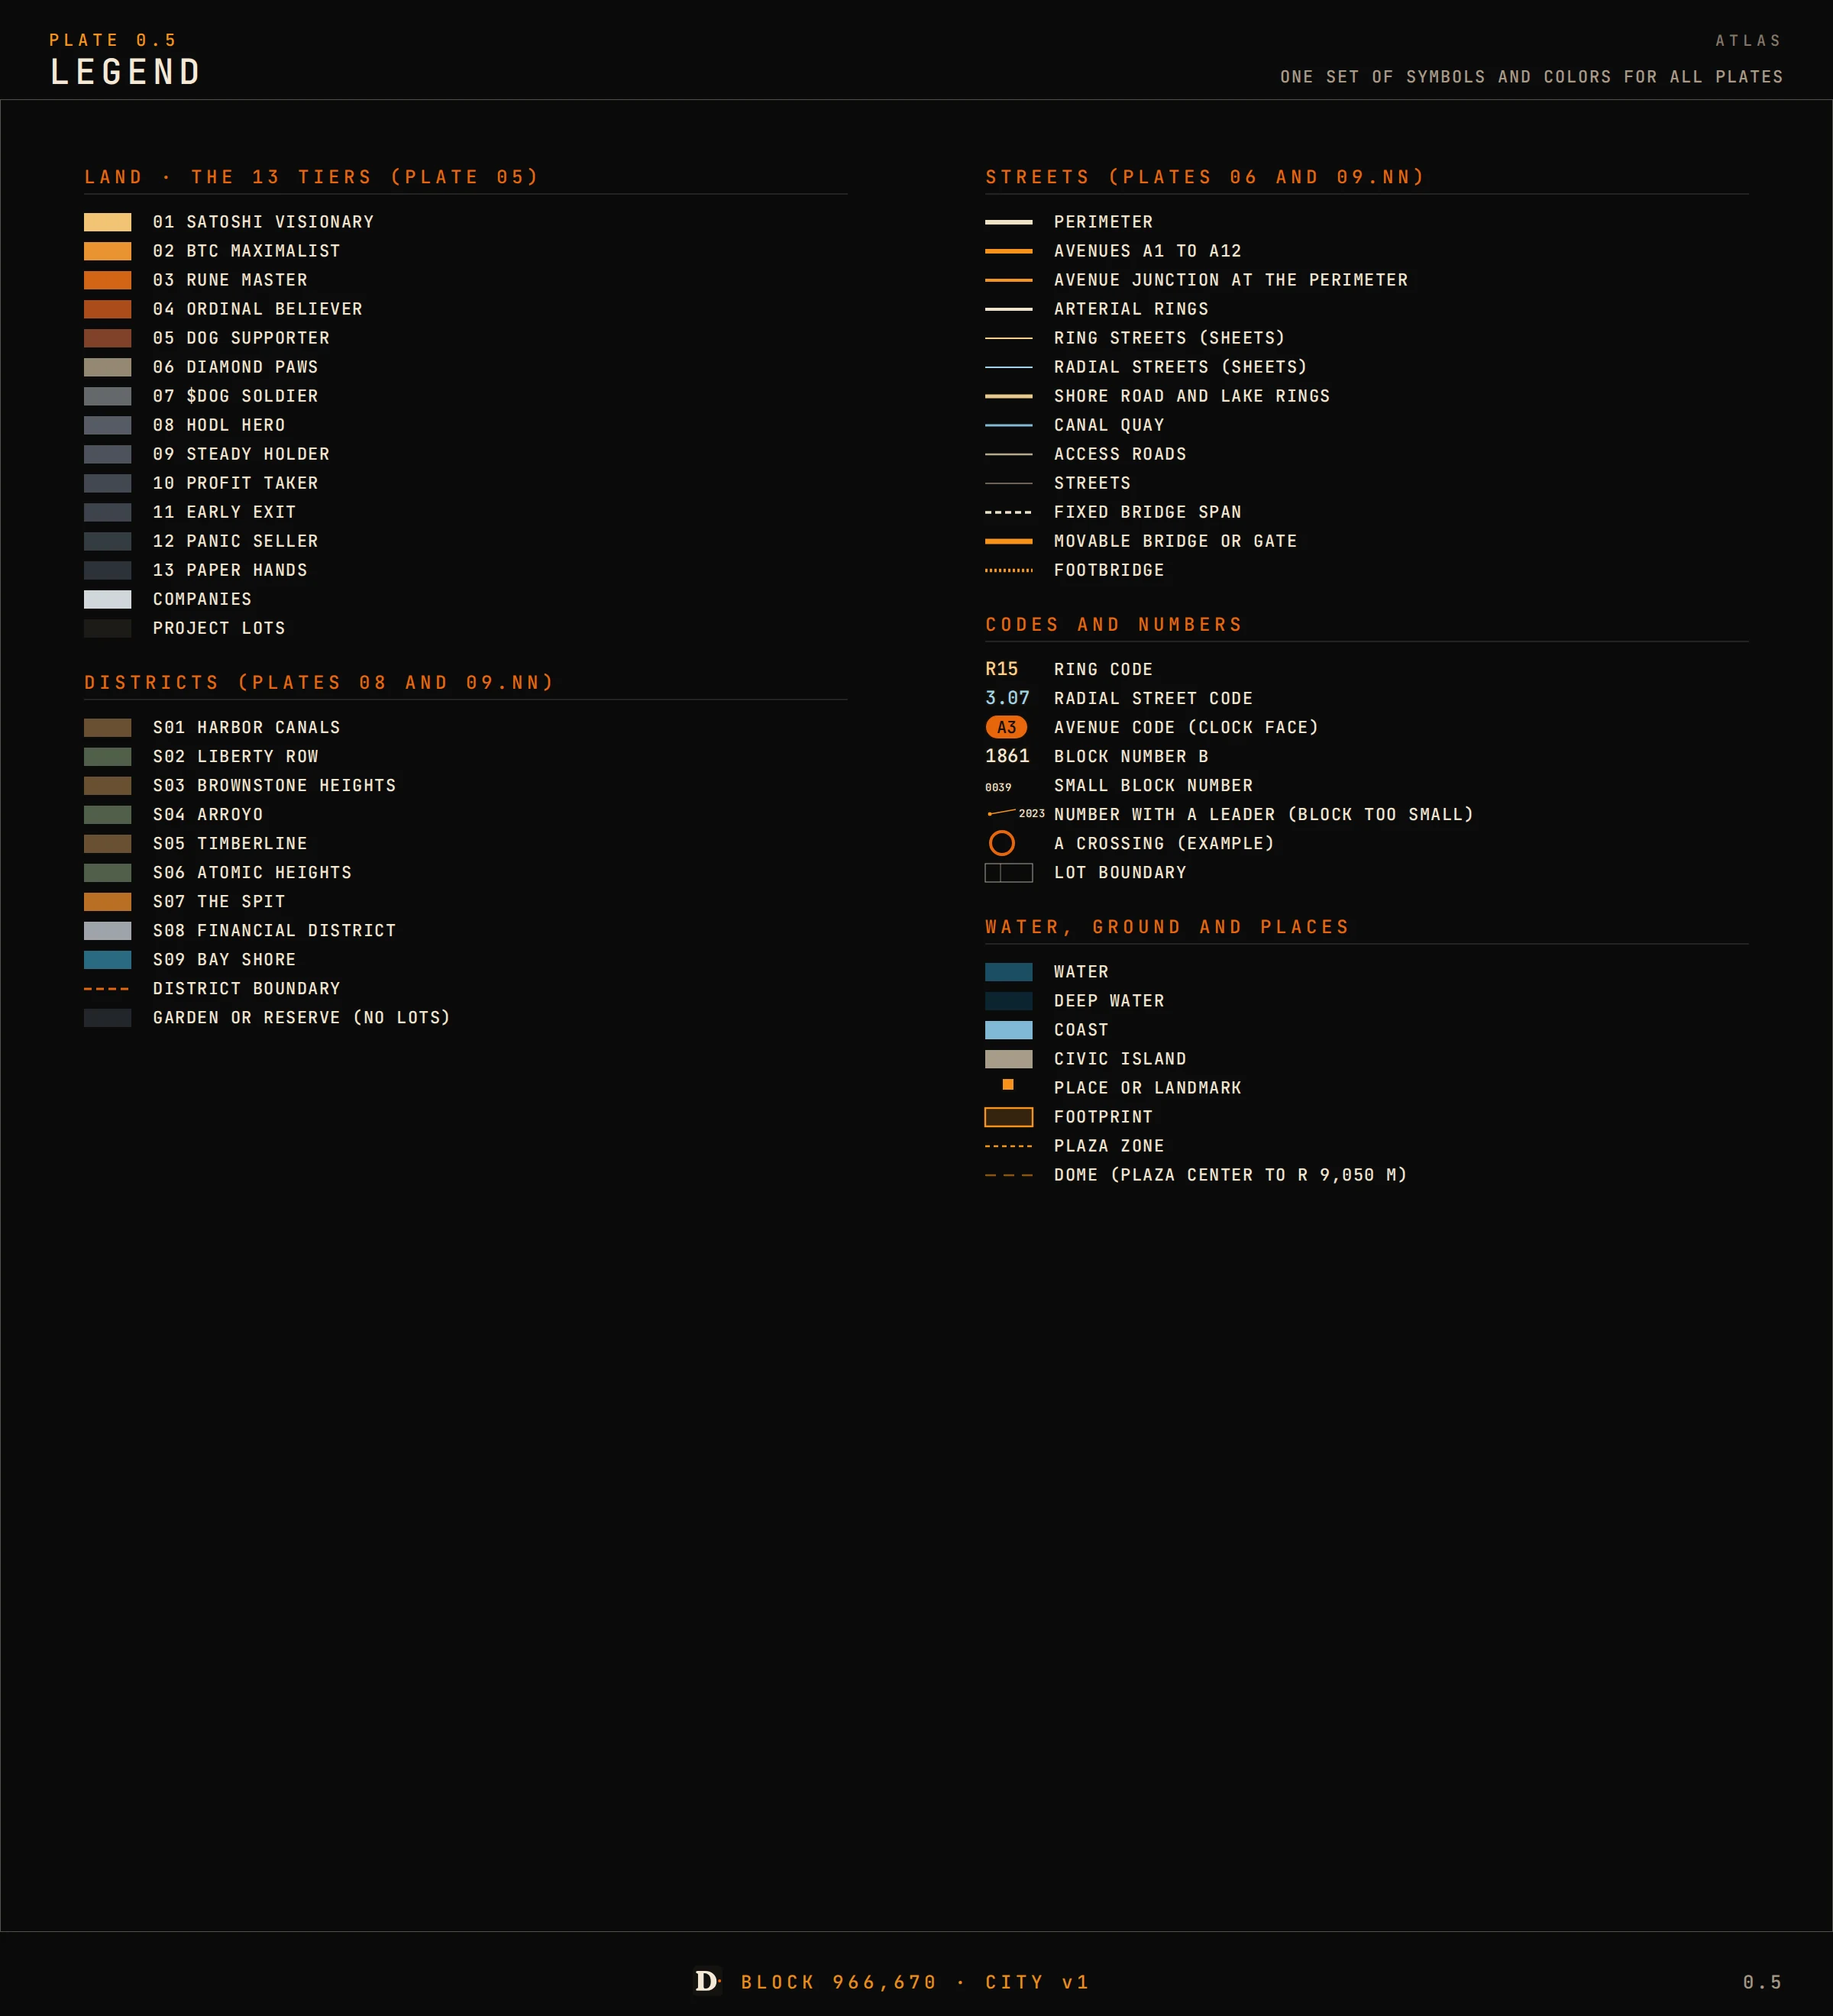 PLATE 0.5
LEGEND
ATLAS
ONE SET OF SYMBOLS AND COLORS FOR ALL PLATES
LAND · THE 13 TIERS (PLATE 05)
01 SATOSHI VISIONARY
02 BTC MAXIMALIST
03 RUNE MASTER
04 ORDINAL BELIEVER
05 DOG SUPPORTER
06 DIAMOND PAWS
07 $DOG SOLDIER
08 HODL HERO
09 STEADY HOLDER
10 PROFIT TAKER
11 EARLY EXIT
12 PANIC SELLER
13 PAPER HANDS
COMPANIES
PROJECT LOTS
DISTRICTS (PLATES 08 AND 09.NN)
S01 HARBOR CANALS
S02 LIBERTY ROW
S03 BROWNSTONE HEIGHTS
S04 ARROYO
S05 TIMBERLINE
S06 ATOMIC HEIGHTS
S07 THE SPIT
S08 FINANCIAL DISTRICT
S09 BAY SHORE
DISTRICT BOUNDARY
GARDEN OR RESERVE (NO LOTS)
STREETS (PLATES 06 AND 09.NN)
PERIMETER
AVENUES A1 TO A12
AVENUE JUNCTION AT THE PERIMETER
ARTERIAL RINGS
RING STREETS (SHEETS)
RADIAL STREETS (SHEETS)
SHORE ROAD AND LAKE RINGS
CANAL QUAY
ACCESS ROADS
STREETS
FIXED BRIDGE SPAN
MOVABLE BRIDGE OR GATE
FOOTBRIDGE
CODES AND NUMBERS
R15 RING CODE
3.07 RADIAL STREET CODE
A3 AVENUE CODE (CLOCK FACE)
1861 BLOCK NUMBER B
0039 SMALL BLOCK NUMBER
2023 NUMBER WITH A LEADER (BLOCK TOO SMALL)
A CROSSING (EXAMPLE)
LOT BOUNDARY
WATER, GROUND AND PLACES
WATER
DEEP WATER
COAST
CIVIC ISLAND
PLACE OR LANDMARK
FOOTPRINT
PLAZA ZONE
DOME (PLAZA CENTER TO R 9,050 M)
D BLOCK 966,670 · CITY v1
0.5